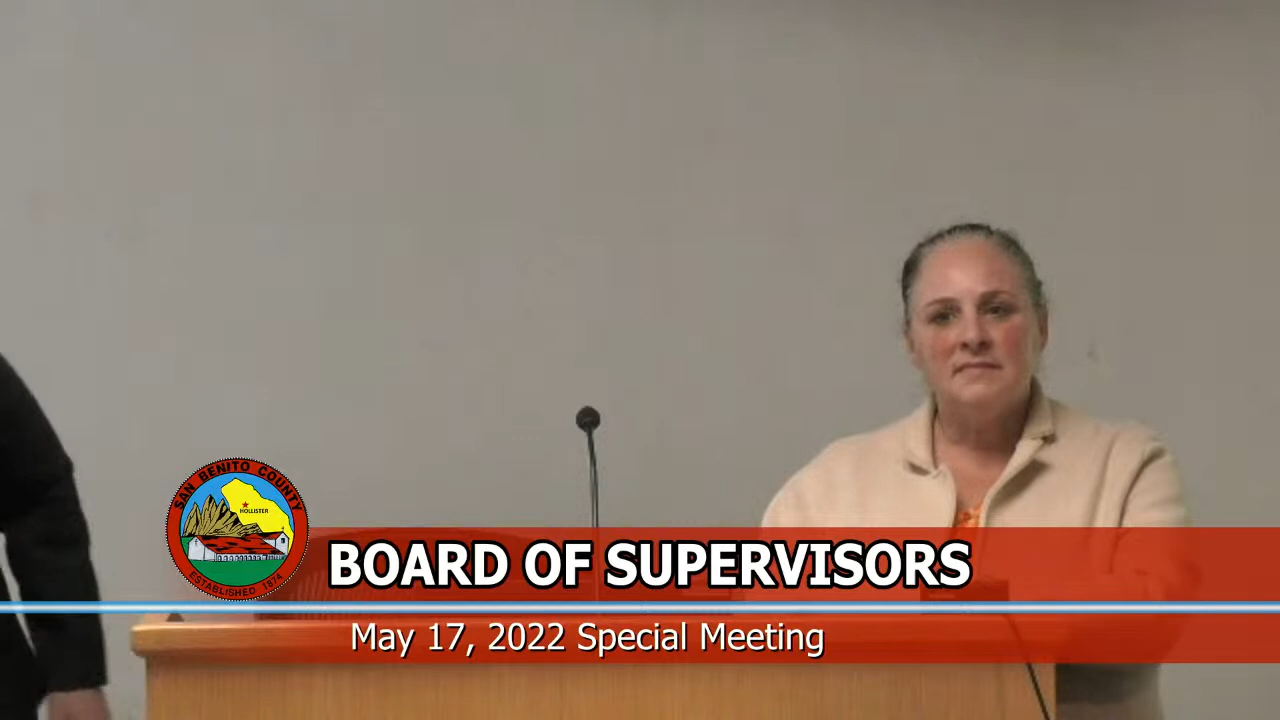 SAN BENITO COUNTY
HOLLISTER
ESTABLISHED 1874
BOARD OF SUPERVISORS
May 17, 2022 Special Meeting